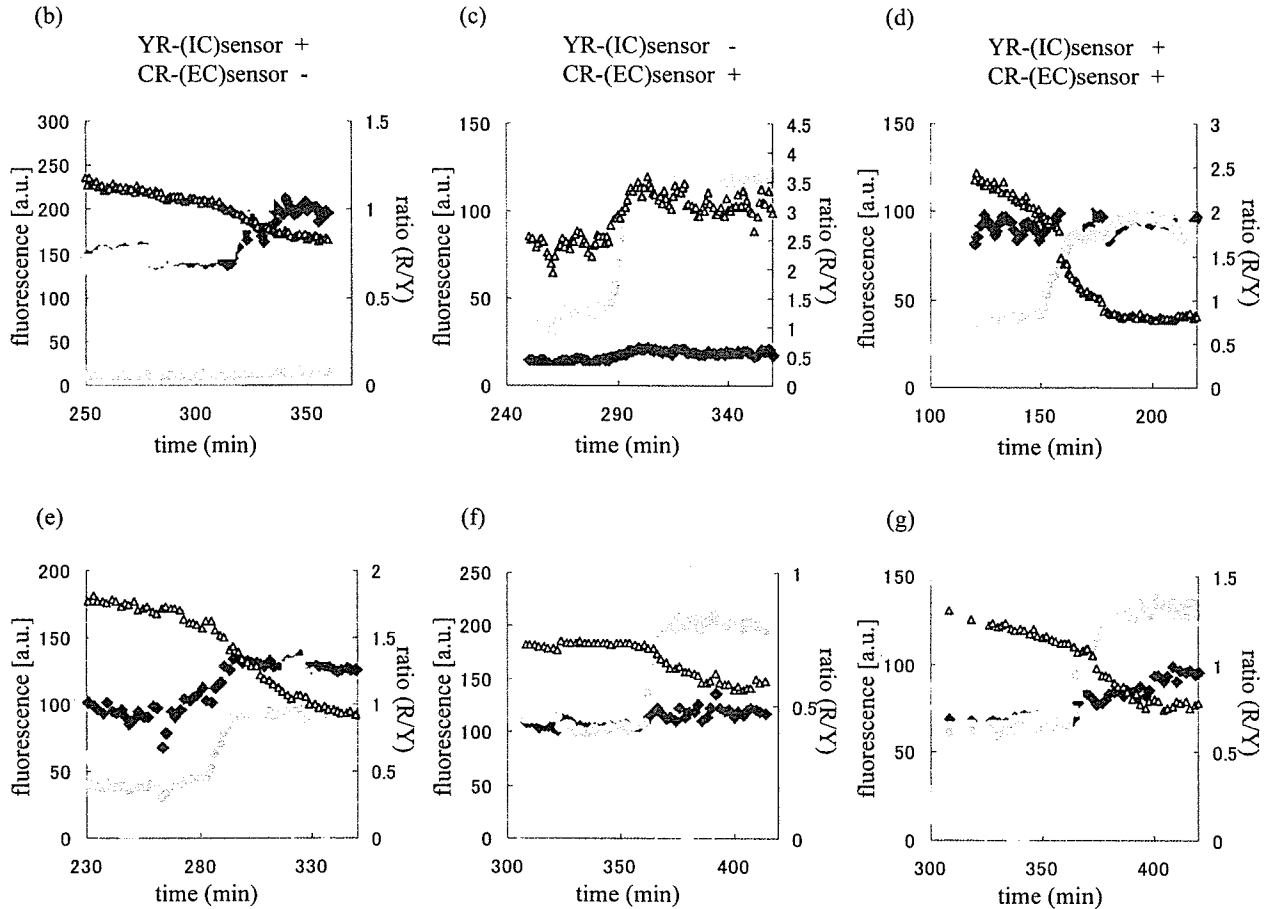 (b)
YR-(IC)sensor +
CR-(EC)sensor -
300
250
200
150
100
50
0
1.5
1
0.5
0
250
300
350
fluorescence [a.u.]
ratio (R/Y)
time (min)
(c)
YR-(IC)sensor -
CR-(EC)sensor +
150
100
50
0
4.5
4
3.5
3
2.5
2
1.5
1
0.5
0
240
290
340
fluorescence [a.u.]
ratio (R/Y)
time (min)
(d)
YR-(IC)sensor +
CR-(EC)sensor +
150
100
50
0
3
2.5
2
1.5
1
0.5
0
100
150
200
fluorescence [a.u.]
ratio (R/Y)
time (min)
(e)
200
150
100
50
0
2
1.5
1
0.5
0
230
280
330
fluorescence [a.u.]
ratio (R/Y)
time (min)
(f)
250
200
150
100
50
0
1
0.5
0
300
350
400
fluorescence [a.u.]
ratio (R/Y)
time (min)
(g)
150
100
50
0
1.5
1
0.5
0
300
350
400
fluorescence [a.u.]
ratio (R/Y)
time (min)